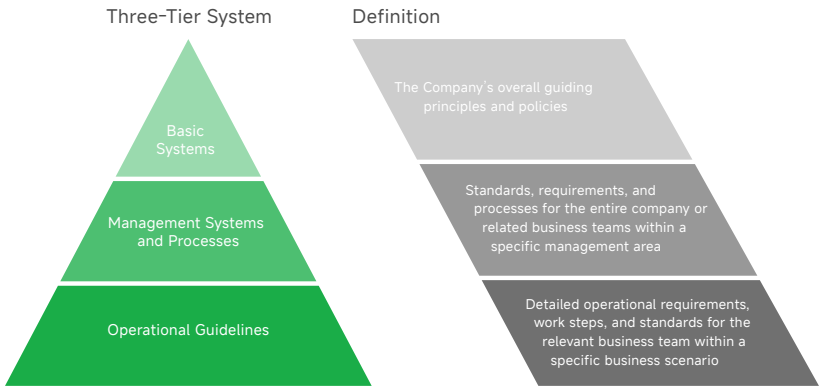 Three-Tier System
Definition
Basic
Systems
The Company's overall guiding
principles and policies
Management Systems
and Processes
Standards, requirements, and
processes for the entire company or
related business teams within a
specific management area
Operational Guidelines
Detailed operational requirements,
work steps, and standards for the
relevant business team within a
specific business scenario